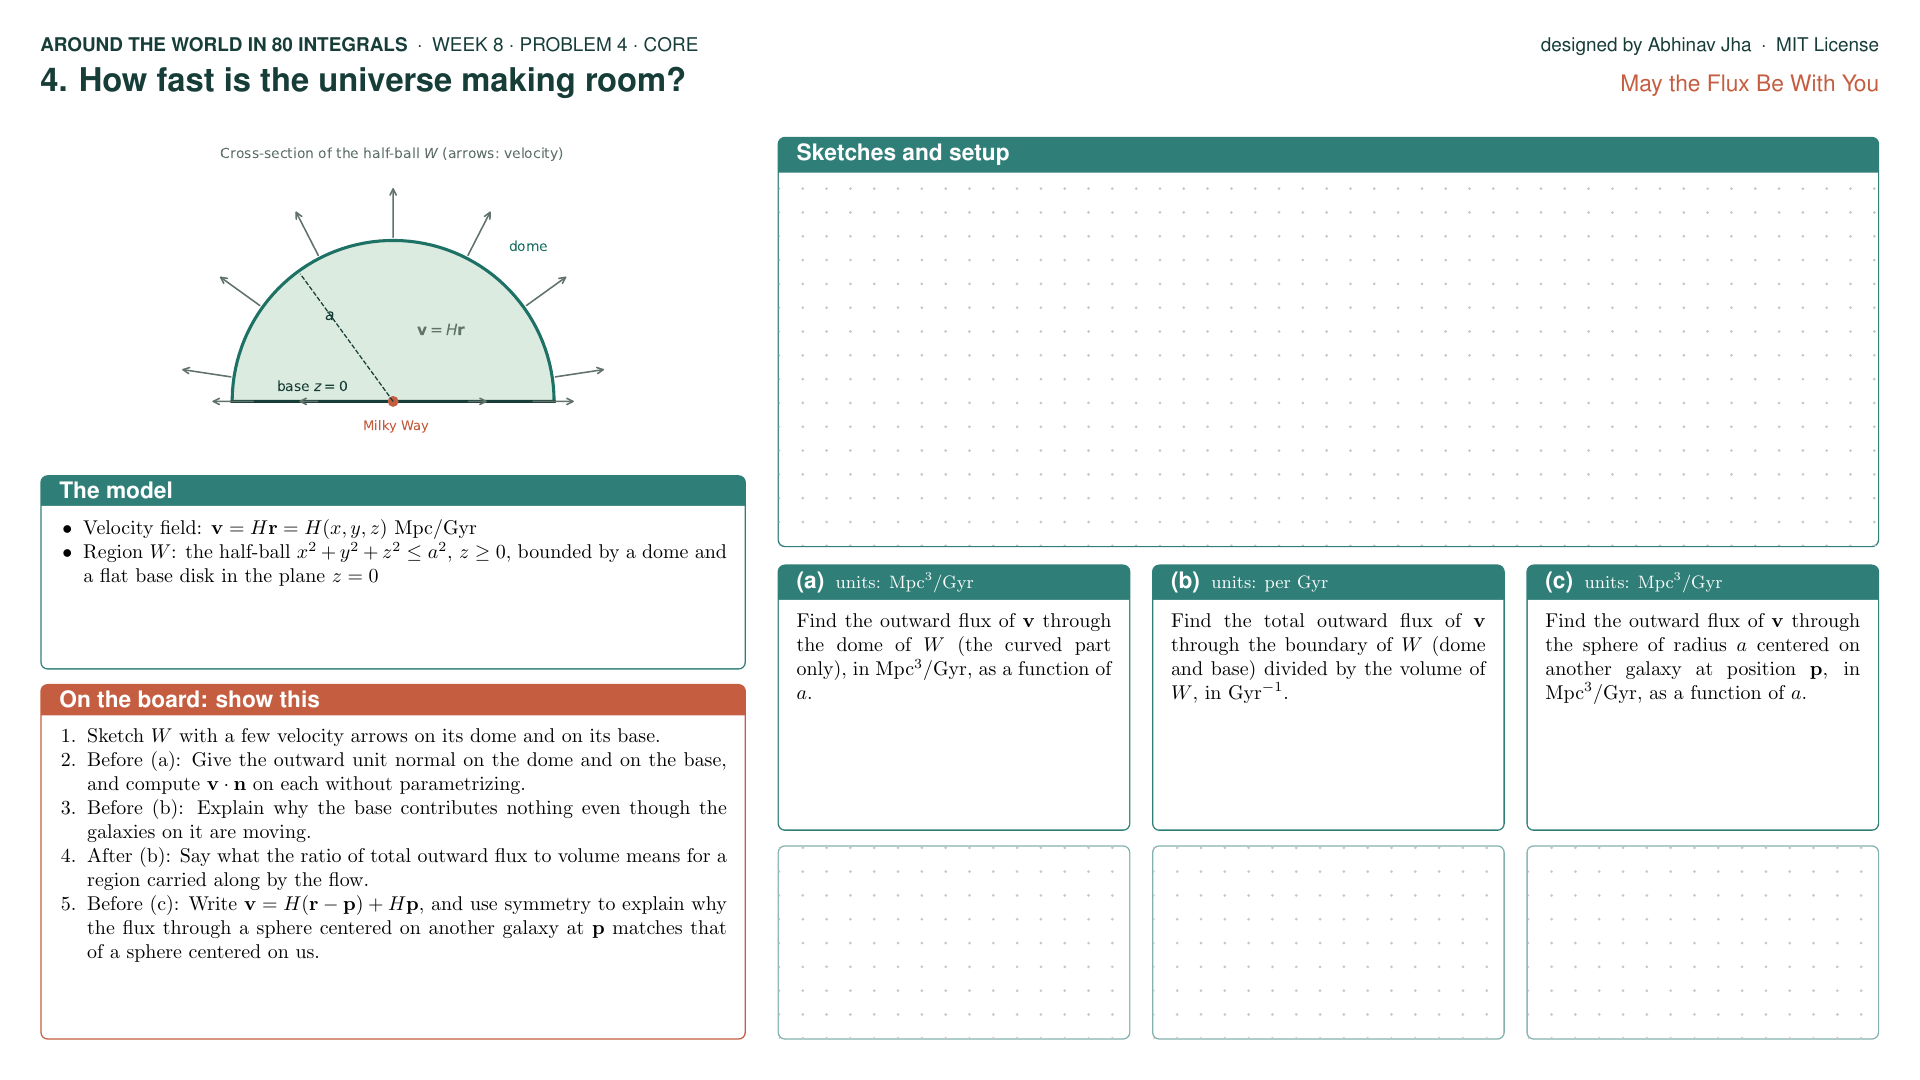 AROUND THE WORLD IN 80 INTEGRALS · WEEK 8 · PROBLEM 4 · CORE
designed by Abhinav Jha · MIT License
4. How fast is the universe making room?
May the Flux Be With You
Cross-section of the half-ball W (arrows: velocity)
dome
a
v = Hr
base z = 0
Milky Way
The model
• Velocity field: v = Hr = H(x, y, z) Mpc/Gyr
• Region W: the half-ball x² + y² + z² ≤ a², z ≥ 0, bounded by a dome and
a flat base disk in the plane z = 0
On the board: show this
1. Sketch W with a few velocity arrows on its dome and on its base.
2. Before (a): Give the outward unit normal on the dome and on the base,
and compute v · n on each without parametrizing.
3. Before (b): Explain why the base contributes nothing even though the
galaxies on it are moving.
4. After (b): Say what the ratio of total outward flux to volume means for a
region carried along by the flow.
5. Before (c): Write v = H(r − p) + Hp, and use symmetry to explain why
the flux through a sphere centered on another galaxy at p matches that
of a sphere centered on us.
Sketches and setup
(a) units: Mpc³/Gyr
Find the outward flux of v through
the dome of W (the curved part
only), in Mpc³/Gyr, as a function of
a.
(b) units: per Gyr
Find the total outward flux of v
through the boundary of W (dome
and base) divided by the volume of
W, in Gyr⁻¹.
(c) units: Mpc³/Gyr
Find the outward flux of v through
the sphere of radius a centered on
another galaxy at position p, in
Mpc³/Gyr, as a function of a.